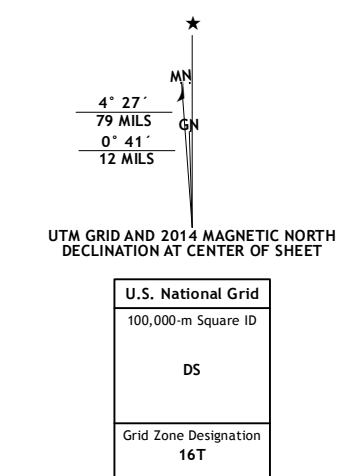 MN
4° 27´
79 MILS
GN
0° 41´
12 MILS
UTM GRID AND 2014 MAGNETIC NORTH
DECLINATION AT CENTER OF SHEET
U.S. National Grid
100,000-m Square ID
DS
Grid Zone Designation
16T